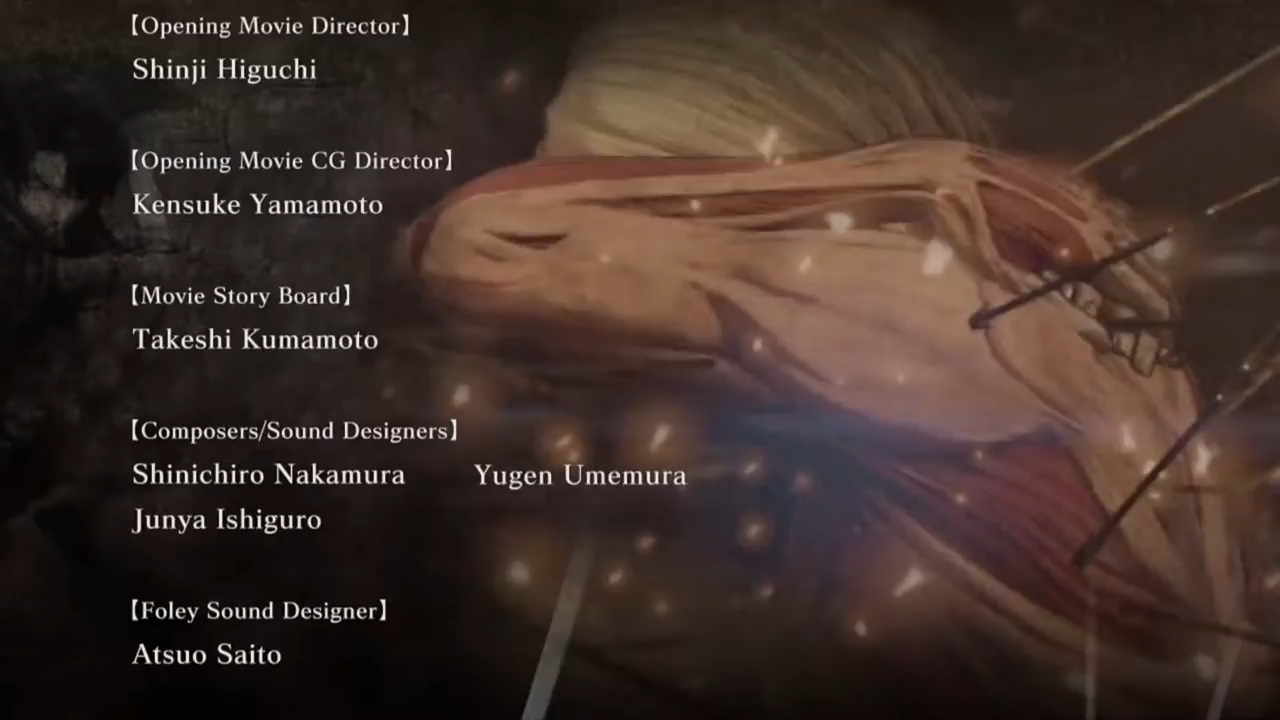 【Opening Movie Director】
Shinji Higuchi
【Opening Movie CG Director】
Kensuke Yamamoto
【Movie Story Board】
Takeshi Kumamoto
【Composers/Sound Designers】
Shinichiro Nakamura Yugen Umemura
Junya Ishiguro
【Foley Sound Designer】
Atsuo Saito